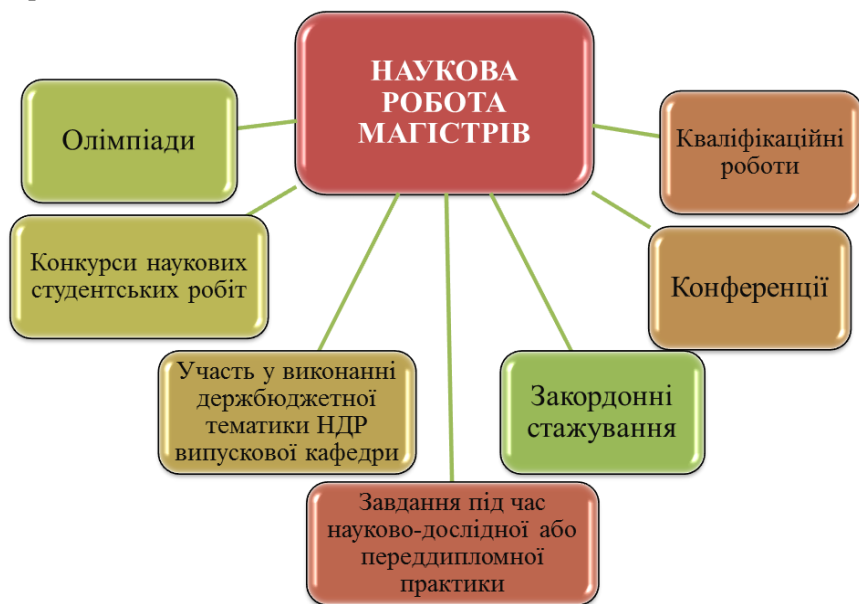 НАУКОВА
РОБОТА
МАГІСТРІВ
Олімпіади
Кваліфікаційні
роботи
Конкурси наукових
студентських робіт
Конференції
Участь у виконанні
держбюджетної
тематики НДР
випускової кафедри
Закордонні
стажування
Завдання під час
науково-дослідної або
переддипломної
практики